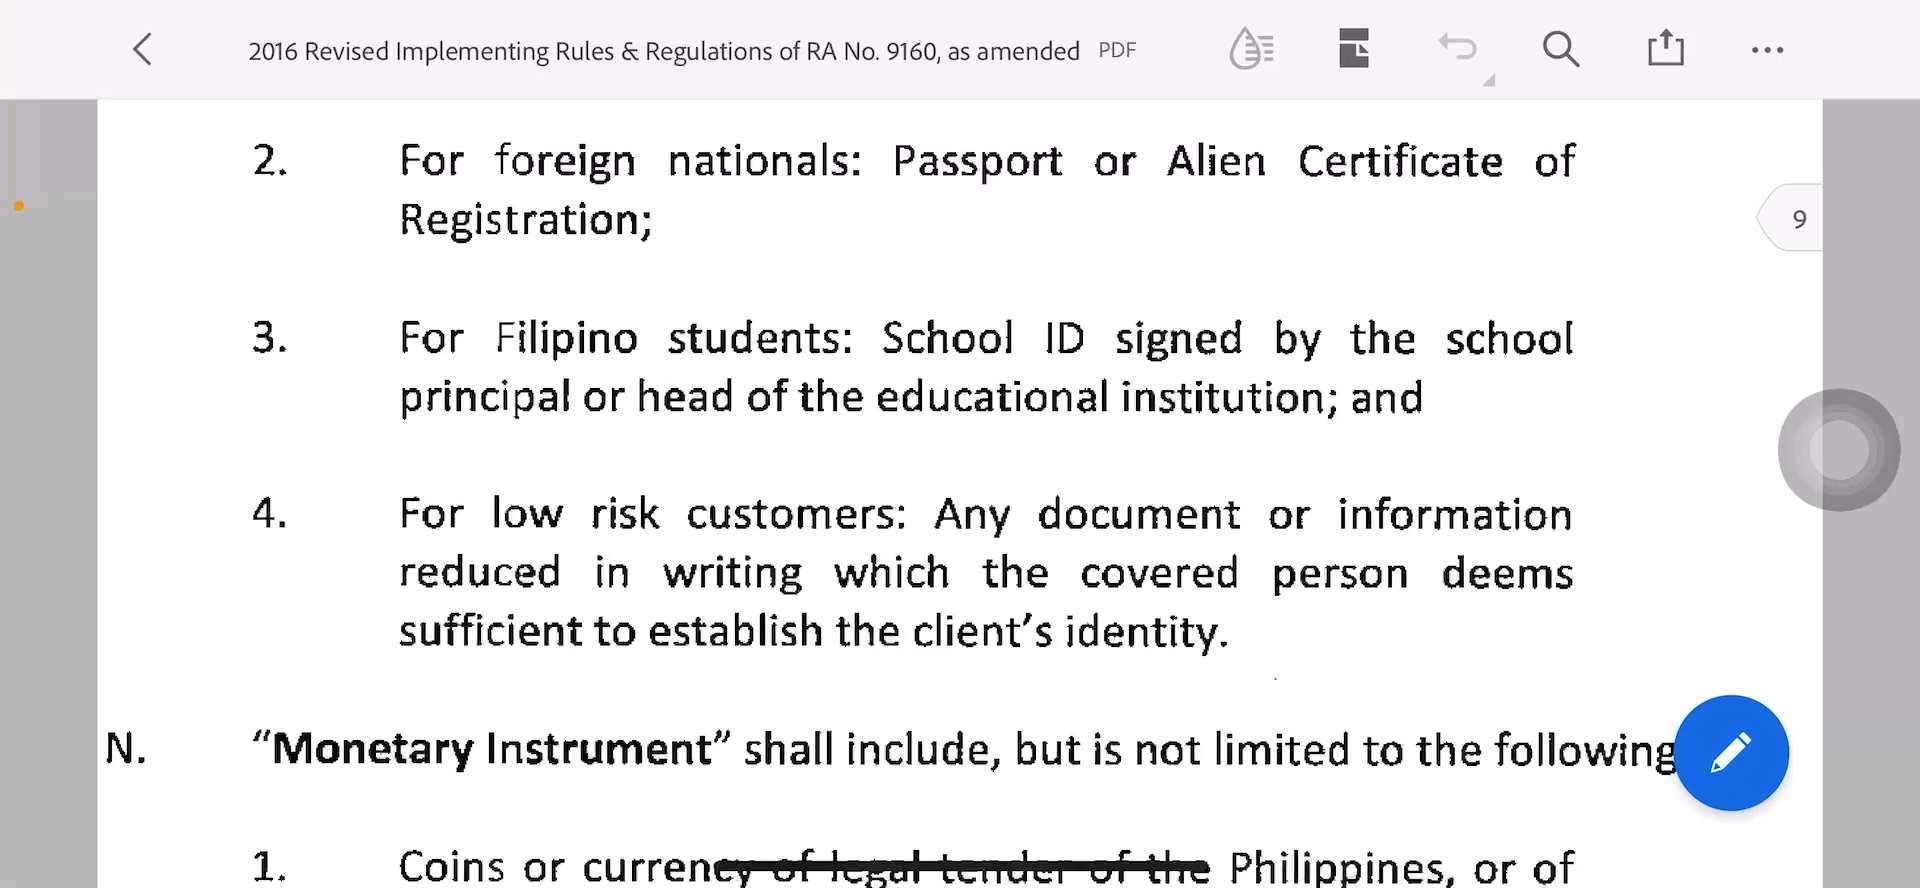 2016 Revised Implementing Rules & Regulations of RA No. 9160, as amended PDF
2. For foreign nationals: Passport or Alien Certificate of
Registration;
9
3. For Filipino students: School ID signed by the school
principal or head of the educational institution; and
4. For low risk customers: Any document or information
reduced in writing which the covered person deems
sufficient to establish the client’s identity.
N. “Monetary Instrument” shall include, but is not limited to the following
1. Coins or currency of legal tender of the Philippines, or of